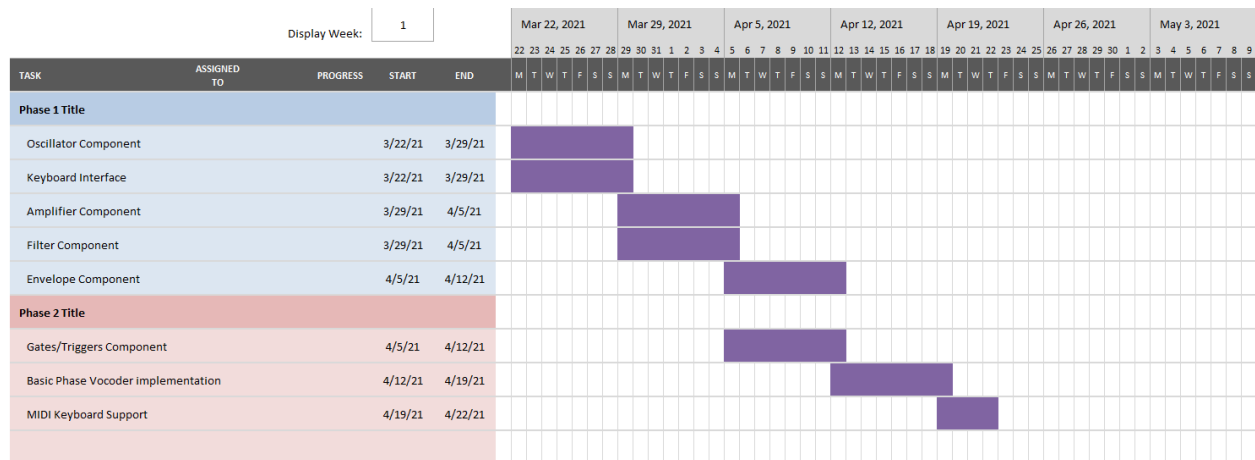 Display Week: 1
Mar 22, 2021 Mar 29, 2021 Apr 5, 2021 Apr 12, 2021 Apr 19, 2021 Apr 26, 2021 May 3, 2021
22 23 24 25 26 27 28 29 30 31 1 2 3 4 5 6 7 8 9 10 11 12 13 14 15 16 17 18 19 20 21 22 23 24 25 26 27 28 29 30 1 2 3 4 5 6 7 8 9
TASK ASSIGNED TO PROGRESS START END M T W T F S S M T W T F S S M T W T F S S M T W T F S S M T W T F S S M T W T F S S M T W T F S S
Phase 1 Title
Oscillator Component 3/22/21 3/29/21
Keyboard Interface 3/22/21 3/29/21
Amplifier Component 3/29/21 4/5/21
Filter Component 3/29/21 4/5/21
Envelope Component 4/5/21 4/12/21
Phase 2 Title
Gates/Triggers Component 4/5/21 4/12/21
Basic Phase Vocoder implementation 4/12/21 4/19/21
MIDI Keyboard Support 4/19/21 4/22/21